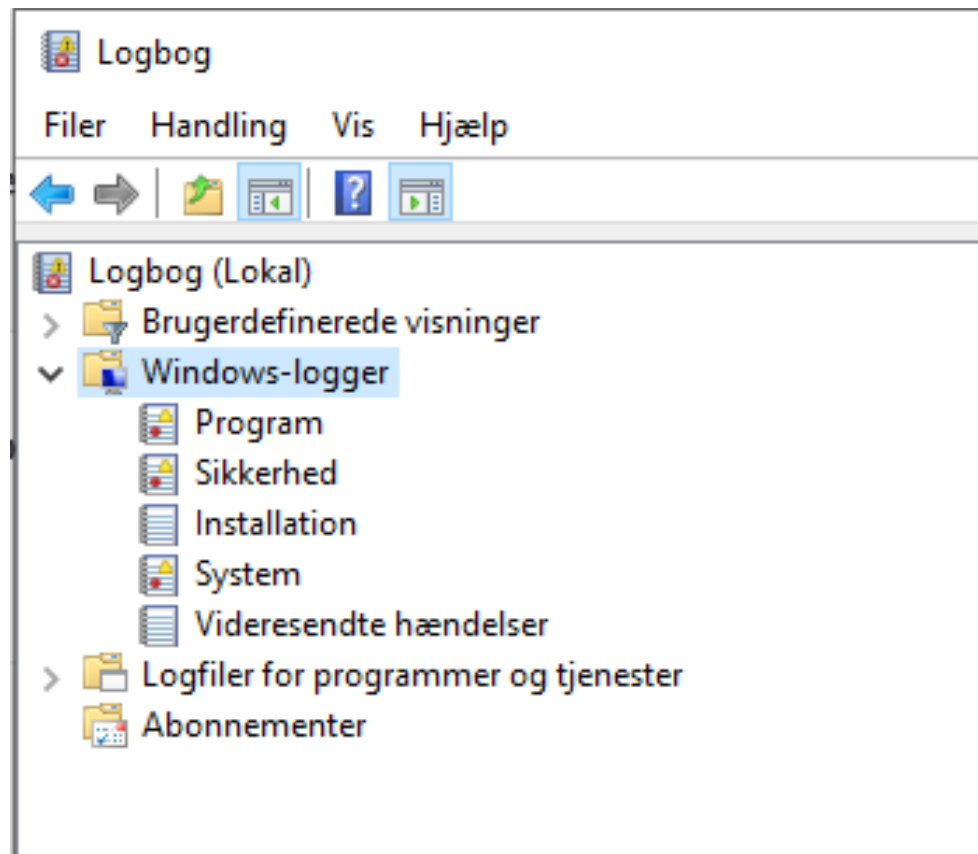 Logbog
Filer Handling Vis Hjælp
Logbog (Lokal)
Brugerdefinerede visninger
Windows-logger
Program
Sikkerhed
Installation
System
Videresendte hændelser
Logfiler for programmer og tjenester
Abonnementer